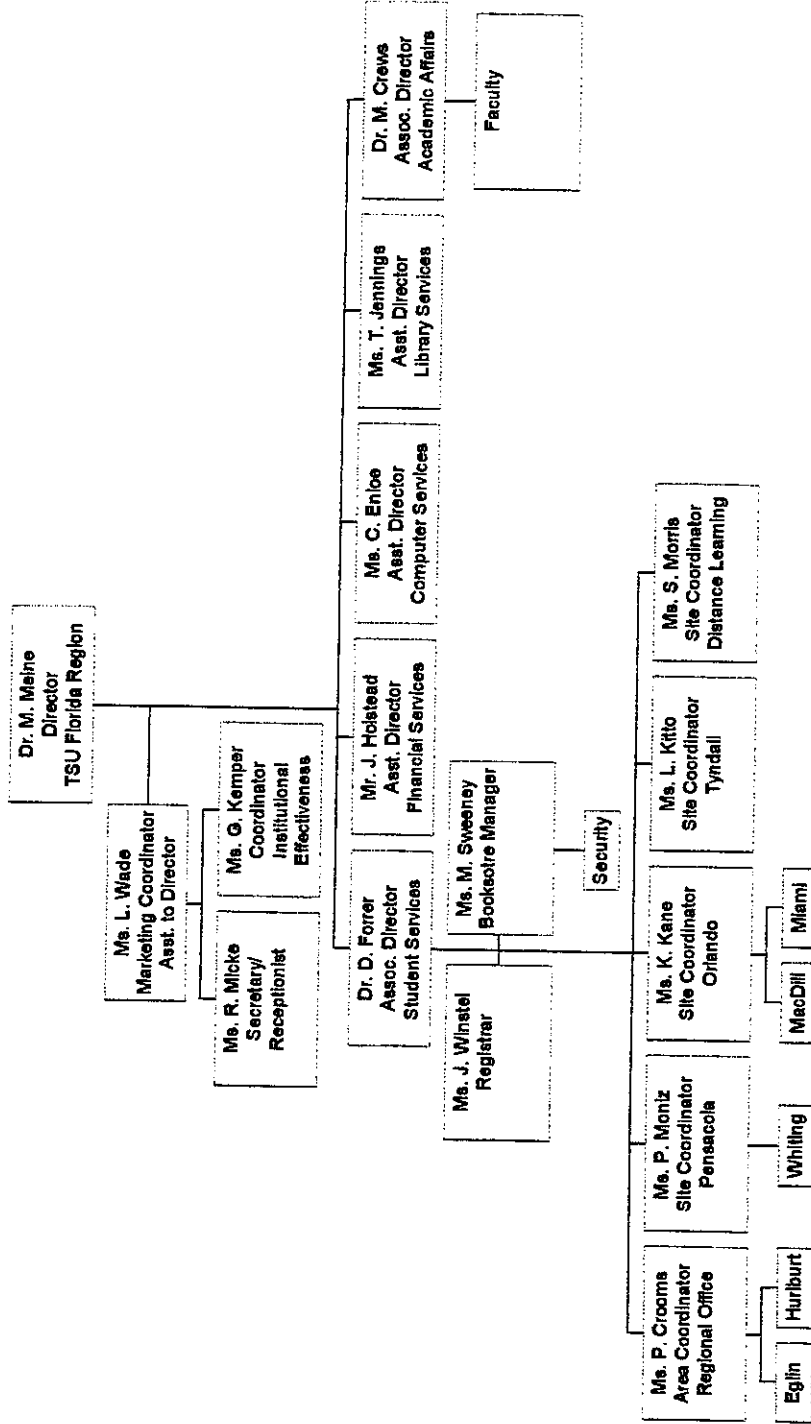 Dr. M. Meine
Director
TSU Florida Region
Ms. L. Wade
Marketing Coordinator
Asst. to Director
Ms. R. Micke
Secretary/
Receptionist
Ms. G. Kemper
Coordinator
Institutional
Effectiveness
Dr. D. Forrer
Assoc. Director
Student Services
Mr. J. Holstead
Asst. Director
Financial Services
Ms. C. Enloe
Asst. Director
Computer Services
Ms. T. Jennings
Asst. Director
Library Services
Dr. M. Crews
Assoc. Director
Academic Affairs
Faculty
Ms. J. Winstel
Registrar
Ms. M. Sweeney
Booksotre Manager
Security
Ms. P. Crooms
Area Coordinator
Regional Office
Ms. P. Moniz
Site Coordinator
Pensacola
Ms. K. Kane
Site Coordinator
Orlando
Ms. L. Kitto
Site Coordinator
Tyndall
Ms. S. Morris
Site Coordinator
Distance Learning
Eglin
Hurlburt
Whiting
MacDill
Miami